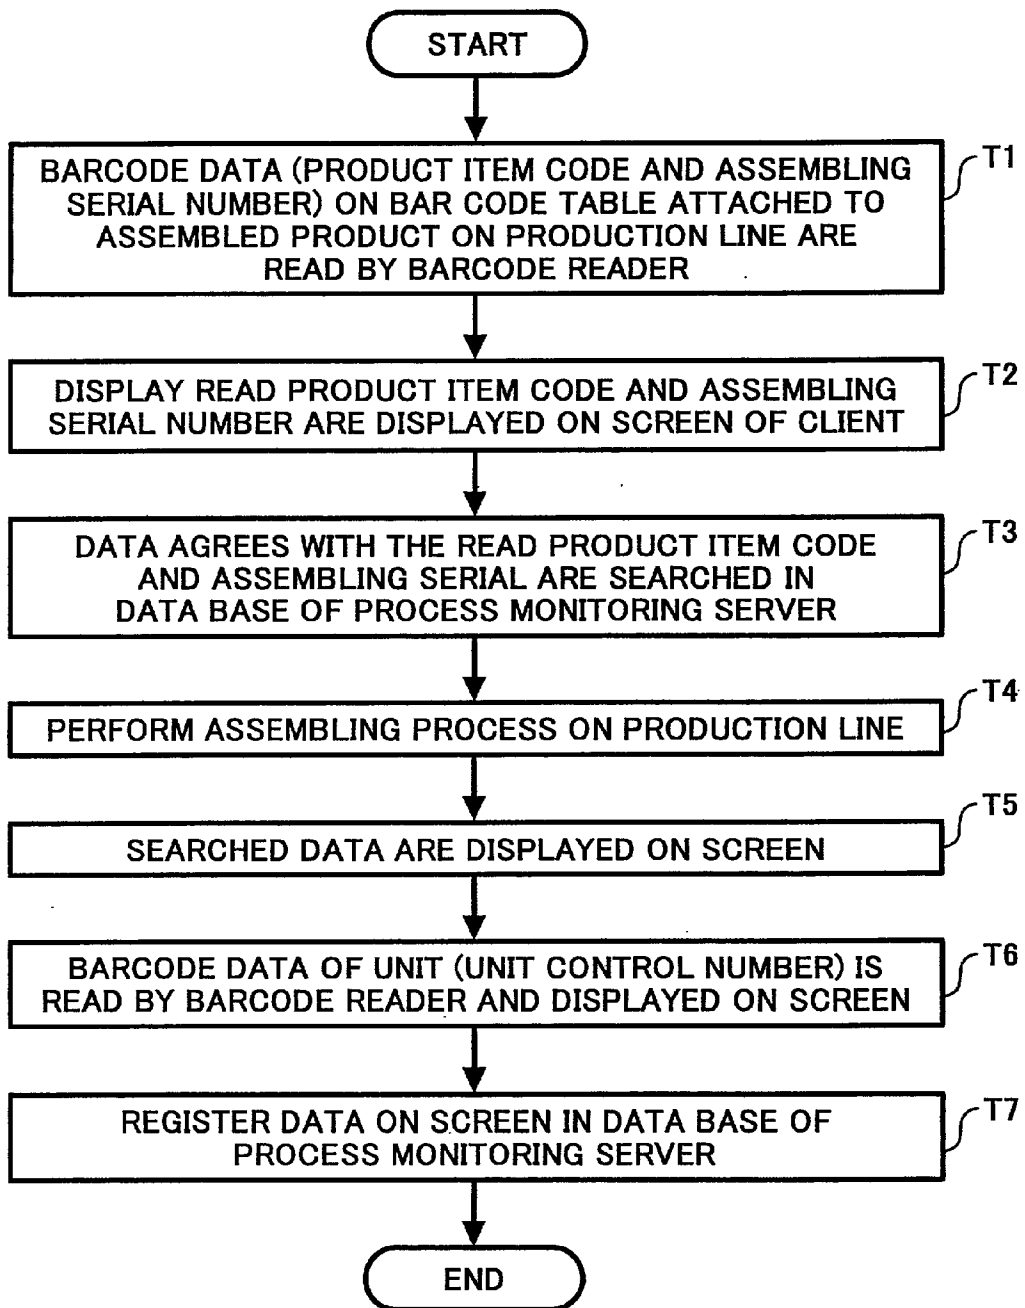 START
BARCODE DATA (PRODUCT ITEM CODE AND ASSEMBLING
SERIAL NUMBER) ON BAR CODE TABLE ATTACHED TO
ASSEMBLED PRODUCT ON PRODUCTION LINE ARE
READ BY BARCODE READER
T1
DISPLAY READ PRODUCT ITEM CODE AND ASSEMBLING
SERIAL NUMBER ARE DISPLAYED ON SCREEN OF CLIENT
T2
DATA AGREES WITH THE READ PRODUCT ITEM CODE
AND ASSEMBLING SERIAL ARE SEARCHED IN
DATA BASE OF PROCESS MONITORING SERVER
T3
PERFORM ASSEMBLING PROCESS ON PRODUCTION LINE
T4
SEARCHED DATA ARE DISPLAYED ON SCREEN
T5
BARCODE DATA OF UNIT (UNIT CONTROL NUMBER) IS
READ BY BARCODE READER AND DISPLAYED ON SCREEN
T6
REGISTER DATA ON SCREEN IN DATA BASE OF
PROCESS MONITORING SERVER
T7
END